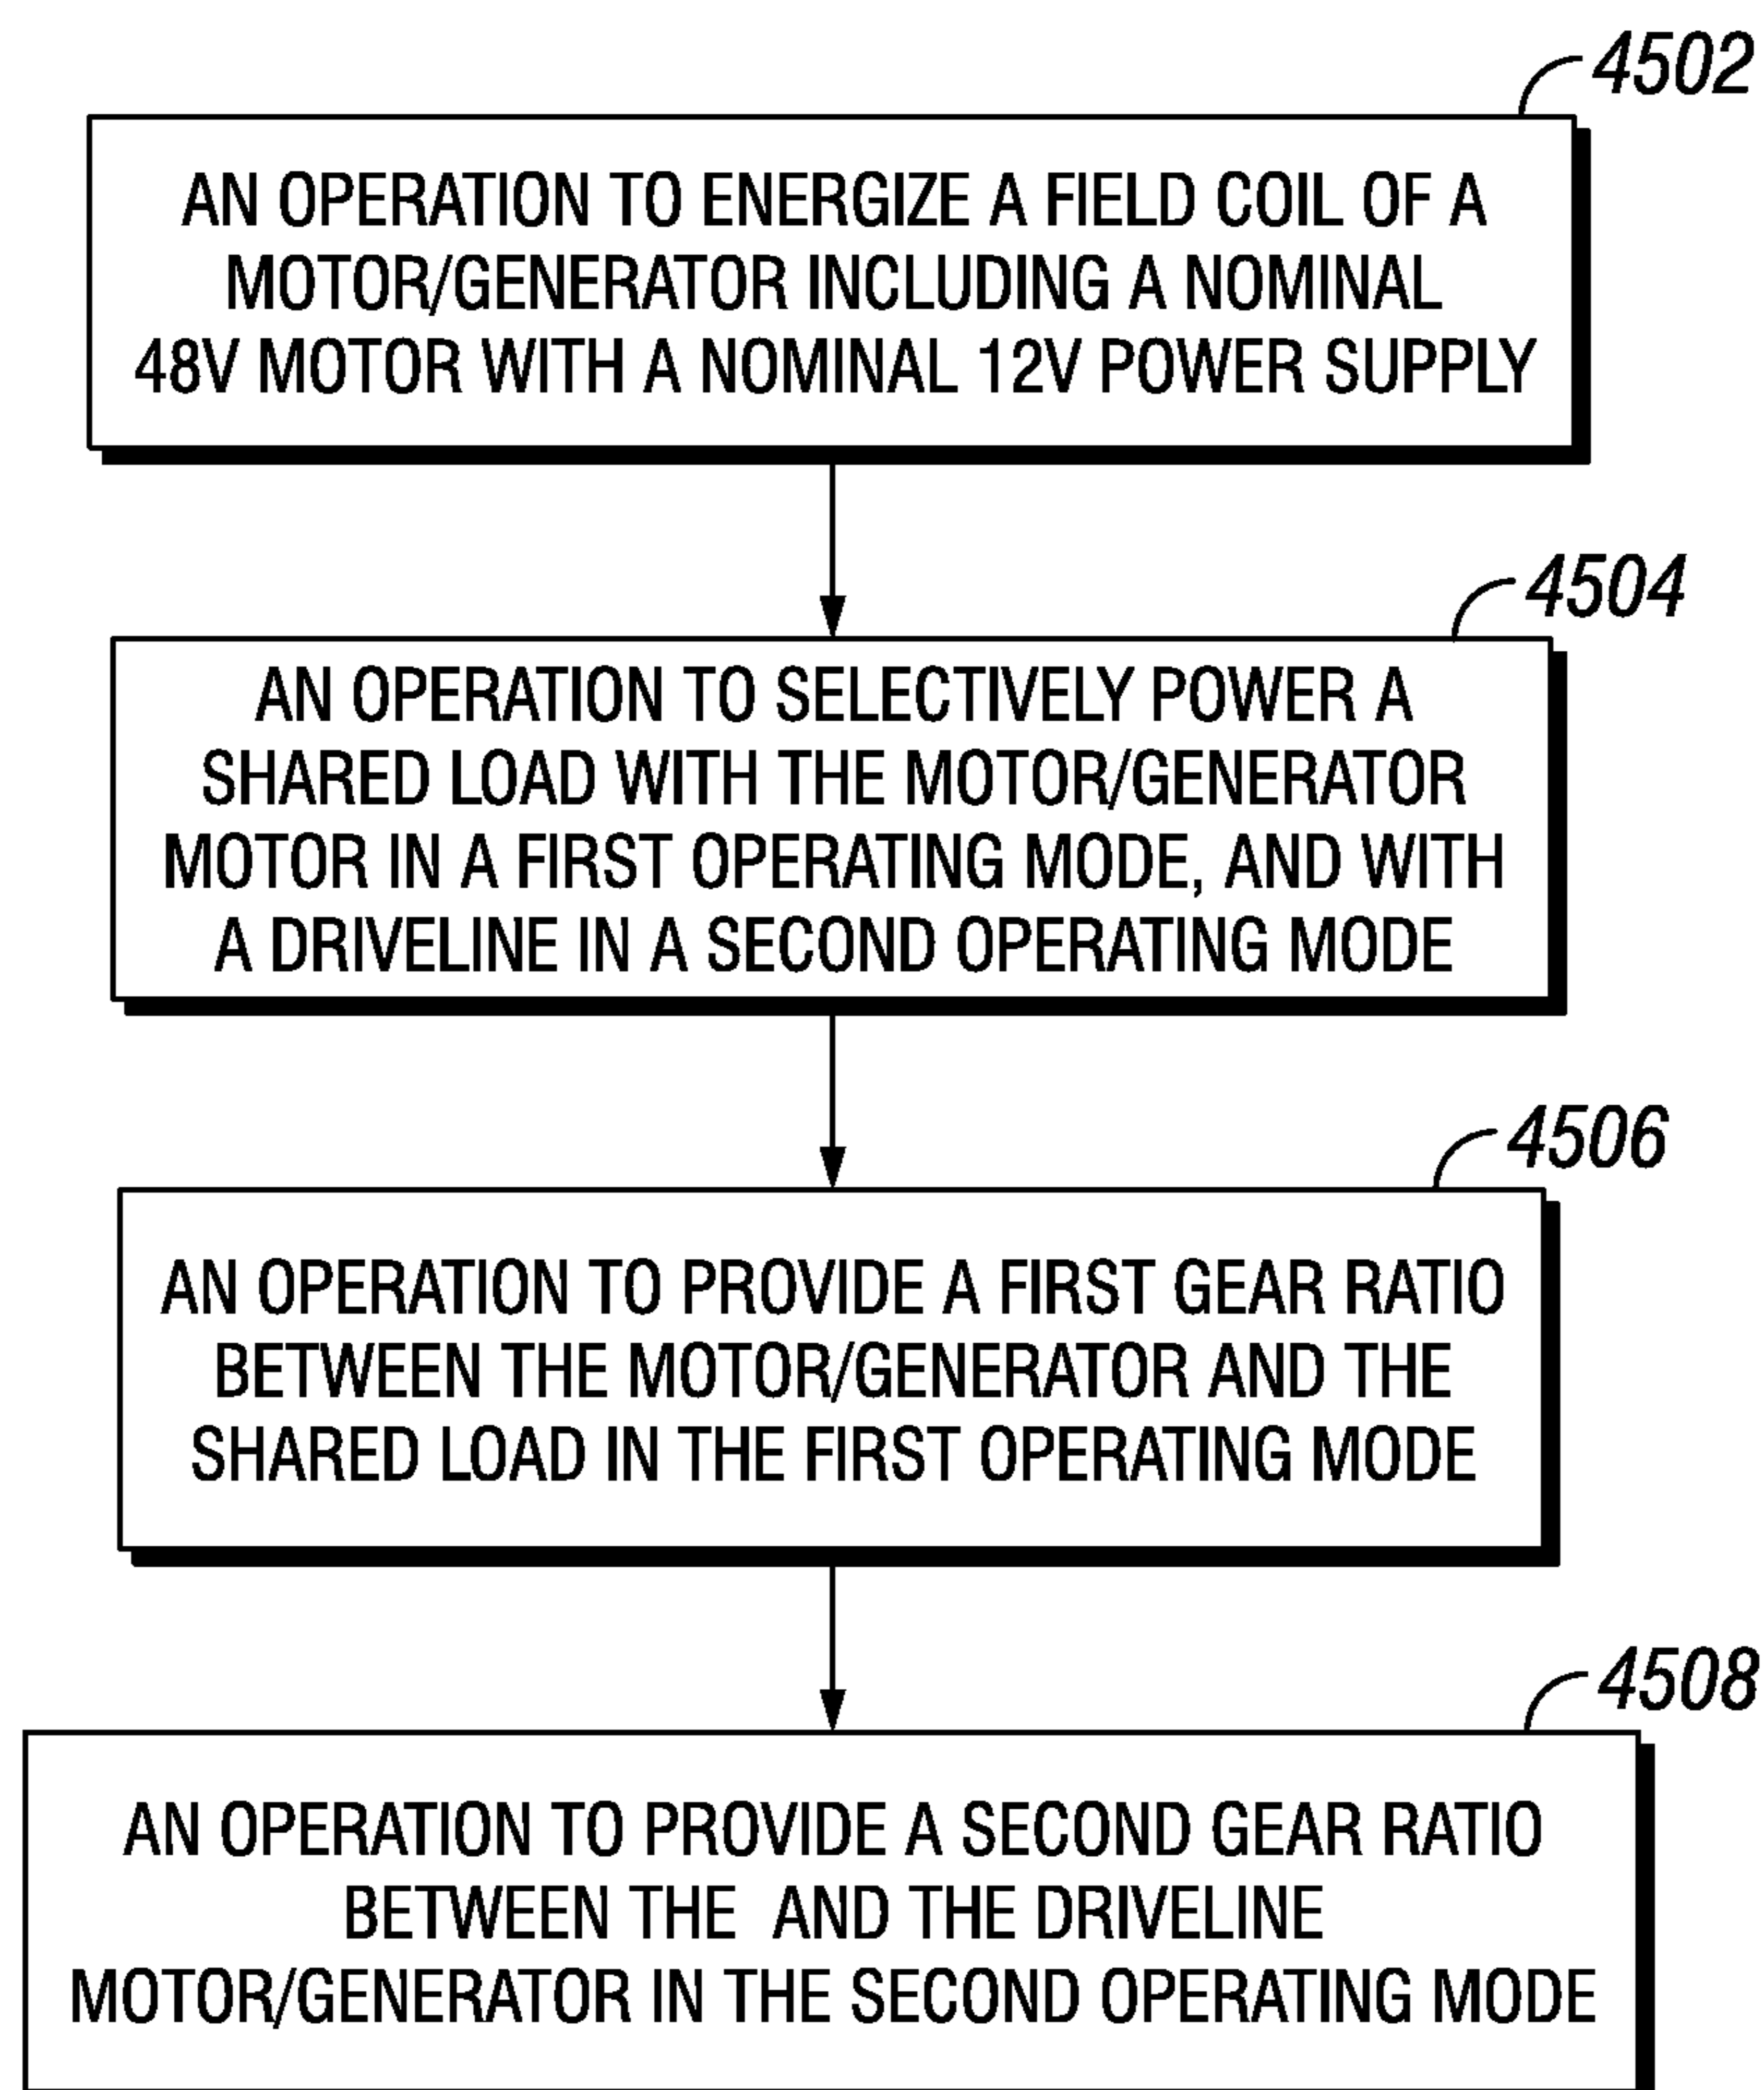 4502
AN OPERATION TO ENERGIZE A FIELD COIL OF A
MOTOR/GENERATOR INCLUDING A NOMINAL
48V MOTOR WITH A NOMINAL 12V POWER SUPPLY
4504
AN OPERATION TO SELECTIVELY POWER A
SHARED LOAD WITH THE MOTOR/GENERATOR
MOTOR IN A FIRST OPERATING MODE, AND WITH
A DRIVELINE IN A SECOND OPERATING MODE
4506
AN OPERATION TO PROVIDE A FIRST GEAR RATIO
BETWEEN THE MOTOR/GENERATOR AND THE
SHARED LOAD IN THE FIRST OPERATING MODE
4508
AN OPERATION TO PROVIDE A SECOND GEAR RATIO
BETWEEN THE AND THE DRIVELINE
MOTOR/GENERATOR IN THE SECOND OPERATING MODE